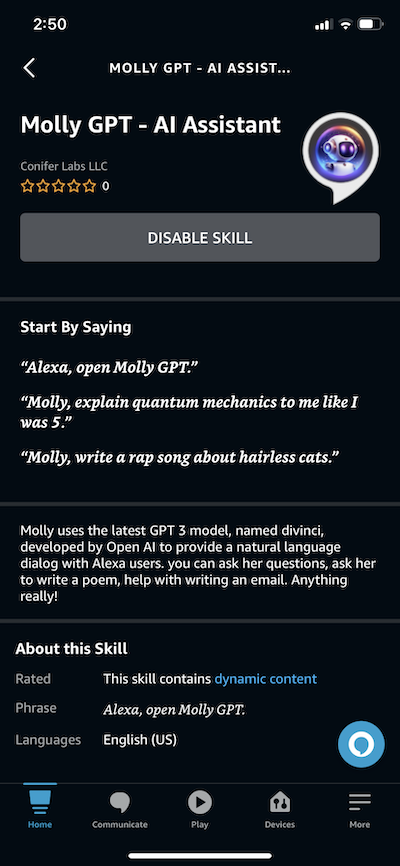 2:50
MOLLY GPT - AI ASSIST...
Molly GPT - AI Assistant
Conifer Labs LLC
0
DISABLE SKILL
Start By Saying
“Alexa, open Molly GPT.”
“Molly, explain quantum mechanics to me like I
was 5.”
“Molly, write a rap song about hairless cats.”
Molly uses the latest GPT 3 model, named divinci,
developed by Open AI to provide a natural language
dialog with Alexa users. you can ask her questions, ask her
to write a poem, help with writing an email. Anything
really!
About this Skill
Rated This skill contains dynamic content
Phrase Alexa, open Molly GPT.
Languages English (US)
Home Communicate Play Devices More